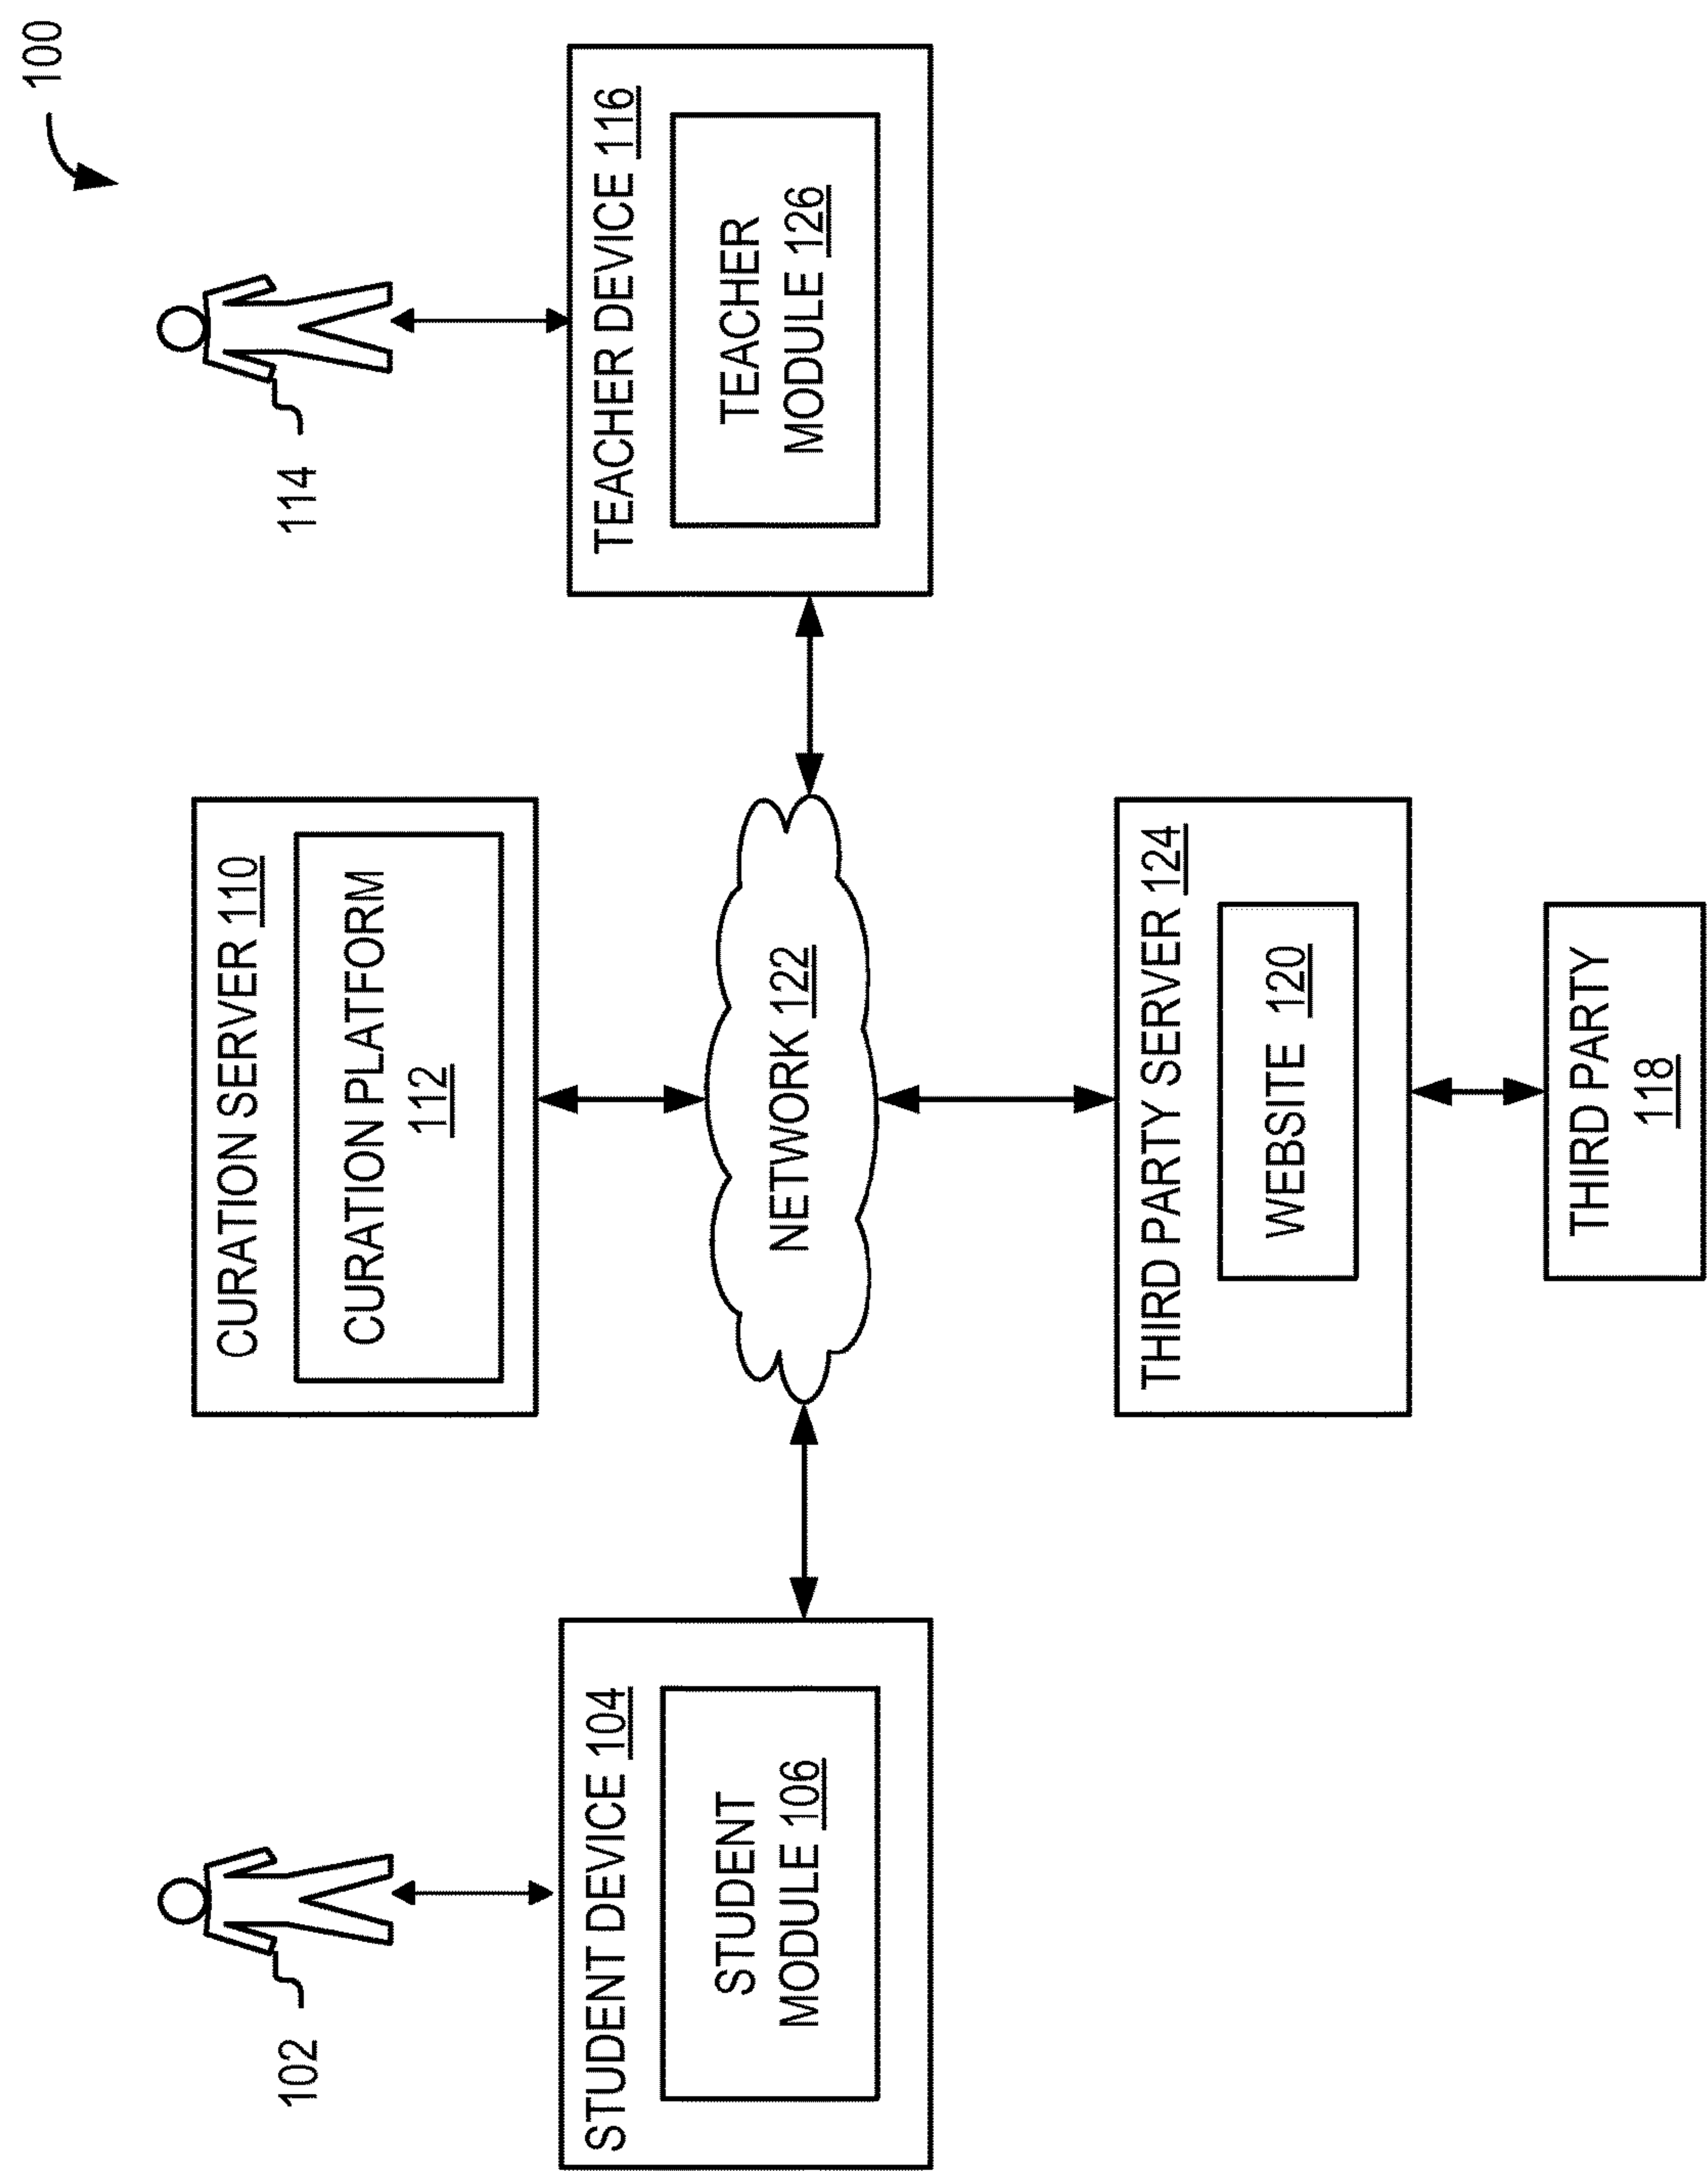 100
102
114
CURATION SERVER 110
CURATION PLATFORM
112
STUDENT DEVICE 104
STUDENT
MODULE 106
NETWORK 122
TEACHER DEVICE 116
TEACHER
MODULE 126
THIRD PARTY SERVER 124
WEBSITE 120
THIRD PARTY
118